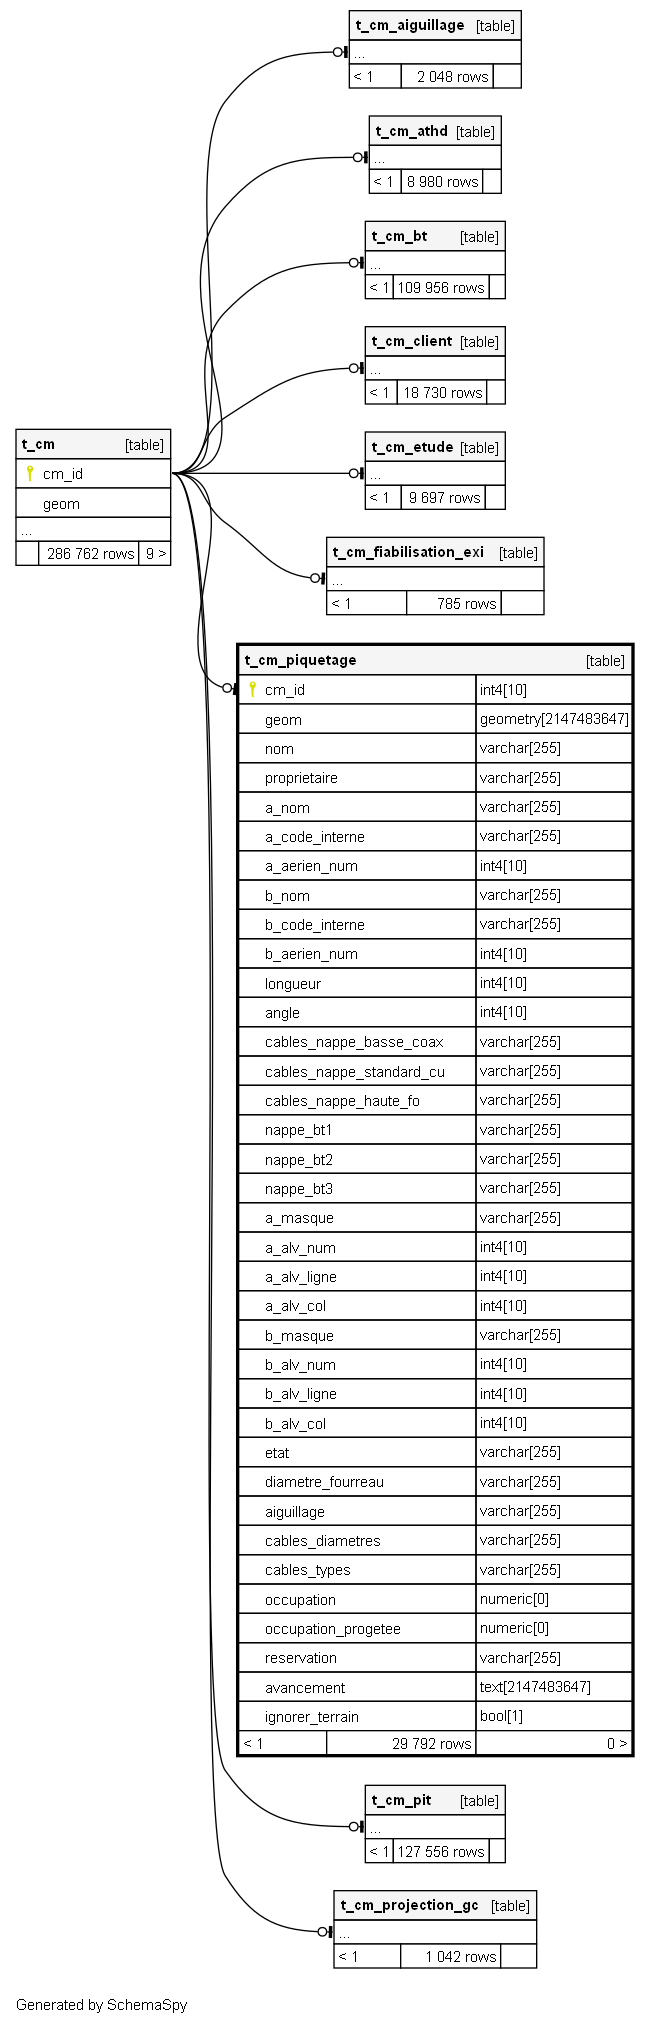 t_cm_aiguillage [table]
...
< 1 2 048 rows
t_cm_athd [table]
...
< 1 8 980 rows
t_cm_bt [table]
...
< 1 109 956 rows
t_cm_client [table]
...
< 1 18 730 rows
t_cm [table]
cm_id
geom
...
286 762 rows 9 >
t_cm_etude [table]
...
< 1 9 697 rows
t_cm_fiabilisation_exi [table]
...
< 1 785 rows
t_cm_piquetage [table]
cm_id int4[10]
geom geometry[2147483647]
nom varchar[255]
proprietaire varchar[255]
a_nom varchar[255]
a_code_interne varchar[255]
a_aerien_num int4[10]
b_nom varchar[255]
b_code_interne varchar[255]
b_aerien_num int4[10]
longueur int4[10]
angle int4[10]
cables_nappe_basse_coax varchar[255]
cables_nappe_standard_cu varchar[255]
cables_nappe_haute_fo varchar[255]
nappe_bt1 varchar[255]
nappe_bt2 varchar[255]
nappe_bt3 varchar[255]
a_masque varchar[255]
a_alv_num int4[10]
a_alv_ligne int4[10]
a_alv_col int4[10]
b_masque varchar[255]
b_alv_num int4[10]
b_alv_ligne int4[10]
b_alv_col int4[10]
etat varchar[255]
diametre_fourreau varchar[255]
aiguillage varchar[255]
cables_diametres varchar[255]
cables_types varchar[255]
occupation numeric[0]
occupation_progetee numeric[0]
reservation varchar[255]
avancement text[2147483647]
ignorer_terrain bool[1]
< 1 29 792 rows 0 >
t_cm_pit [table]
...
< 1 127 556 rows
t_cm_projection_gc [table]
...
< 1 1 042 rows
Generated by SchemaSpy